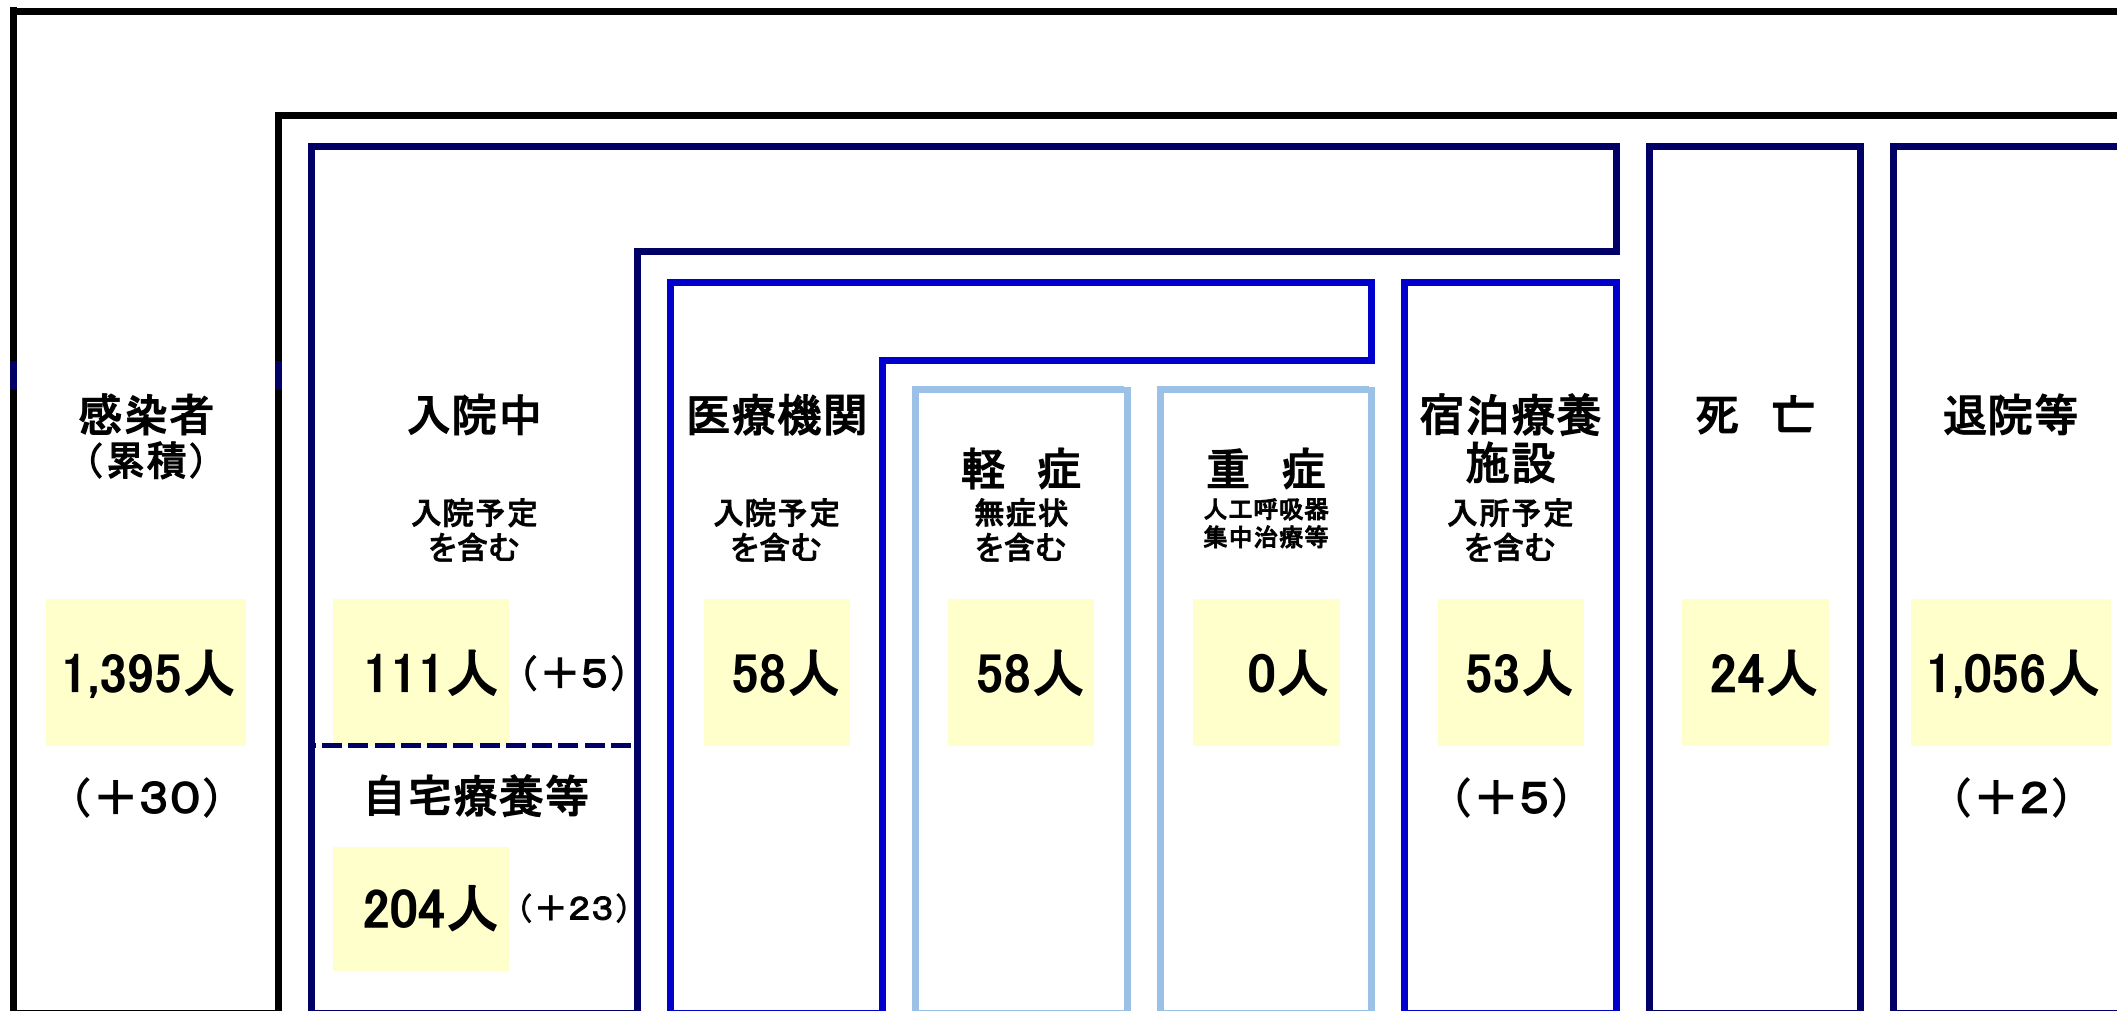 感染者
（累積）
1,395人
（＋30）
入院中
入院予定
を含む
111人 （＋5）
自宅療養等
204人 （＋23）
医療機関
入院予定
を含む
58人
軽 症
無症状
を含む
58人
重 症
人工呼吸器
集中治療等
0人
宿泊療養
施設
入所予定
を含む
53人
（＋5）
死 亡
24人
退院等
1,056人
（＋2）